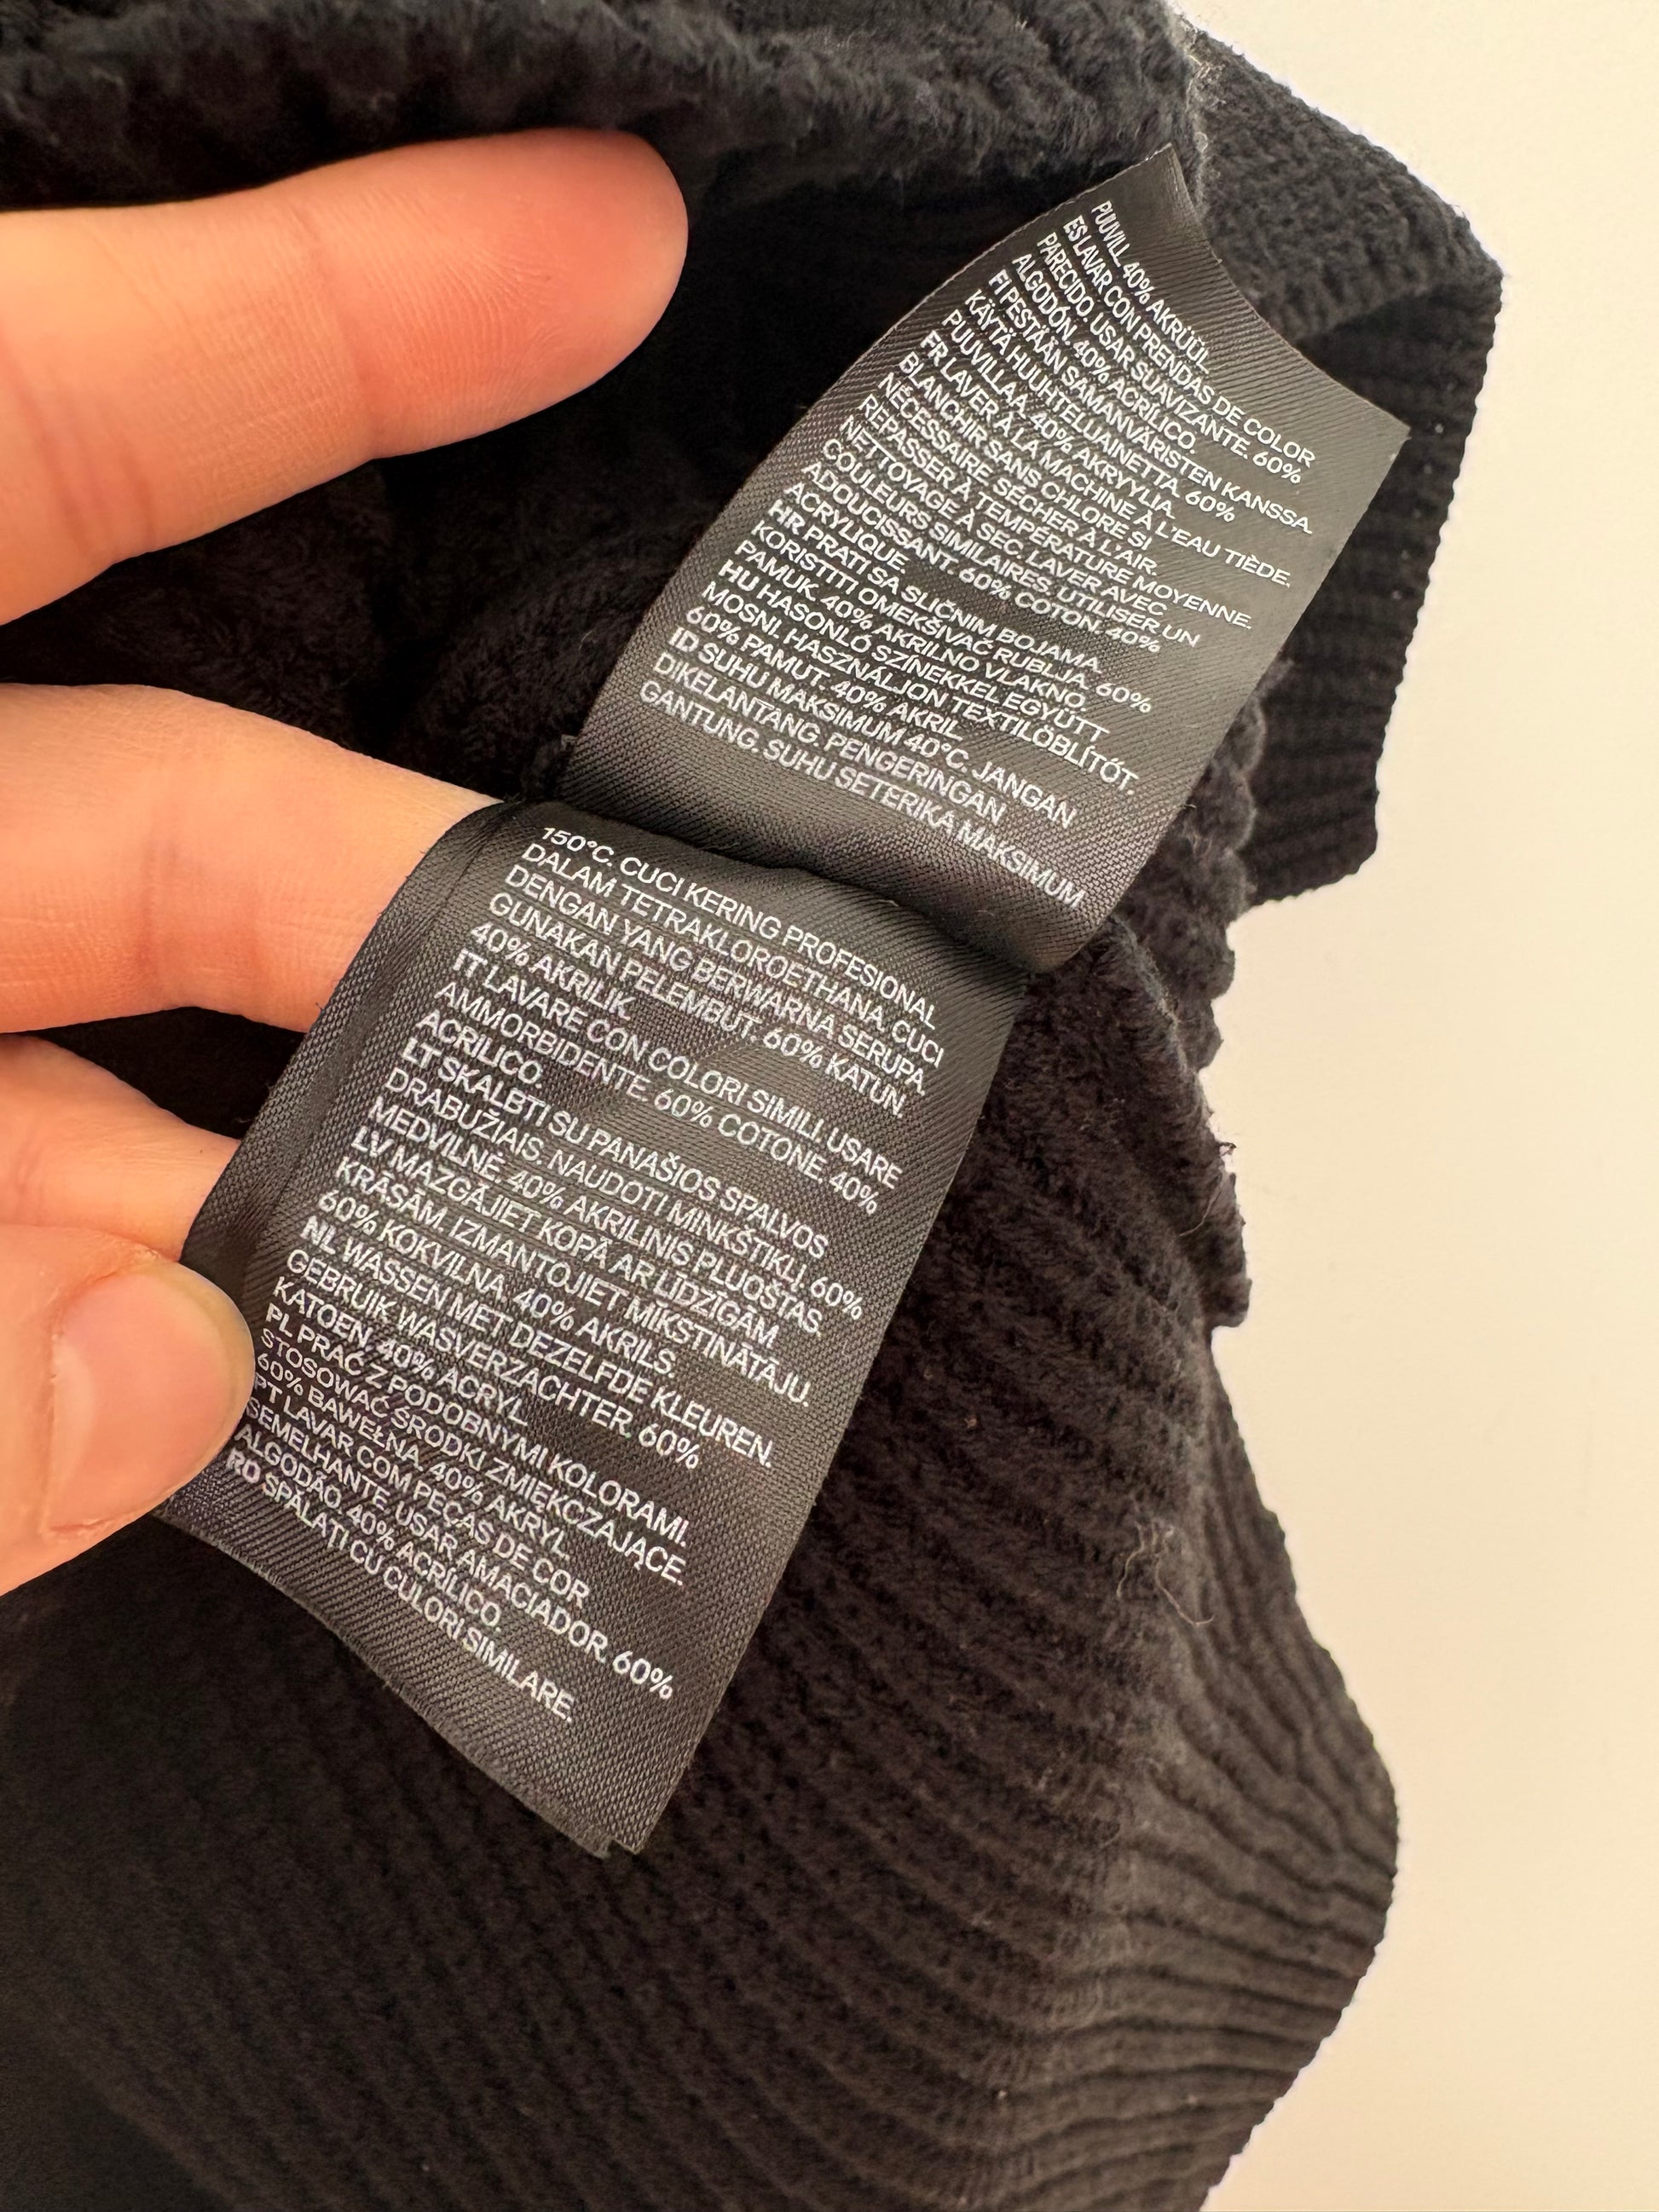 PUUVILL, 40% AKRÜÜL.
ES LAVAR CON PRENDAS DE COLOR
PARECIDO. USAR SUAVIZANTE. 60%
ALGODÓN, 40% ACRÍLICO.
FI PESTÄÄN SAMANVÄRISTEN KANSSA.
KÄYTÄ HUUHTELUAINETTA. 60%
PUUVILLAA, 40% AKRYYLIA.
FR LAVER À LA MACHINE À L'EAU TIÈDE.
BLANCHIR SANS CHLORE SI
NÉCESSAIRE. SÉCHER À L'AIR.
REPASSER À TEMPÉRATURE MOYENNE.
NETTOYAGE À SEC. LAVER AVEC
COULEURS SIMILAIRES. UTILISER UN
ADOUCISSANT. 60% COTON, 40%
ACRYLIQUE.
HR PRATI SA SLIČNIM BOJAMA.
KORISTITI OMEKŠIVAČ RUBLJA. 60%
PAMUK, 40% AKRILNO VLAKNO.
HU HASONLÓ SZÍNEKKEL EGYÜTT
MOSNI. HASZNÁLJON TEXTILÖBLÍTŐT.
60% PAMUT, 40% AKRIL.
ID SUHU MAKSIMUM 40°C. JANGAN
DIKELANTANG. PENGERINGAN
GANTUNG. SUHU SETERIKA MAKSIMUM
150°C. CUCI KERING PROFESIONAL
DALAM TETRAKLOROETHANA. CUCI
DENGAN YANG BERWARNA SERUPA.
GUNAKAN PELEMBUT. 60% KATUN,
40% AKRILIK.
IT LAVARE CON COLORI SIMILI. USARE
AMMORBIDENTE. 60% COTONE, 40%
ACRILICO.
LT SKALBTI SU PANAŠIOS SPALVOS
DRABUŽIAIS. NAUDOTI MINKŠTIKLĮ. 60%
MEDVILNĖ, 40% AKRILINIS PLUOŠTAS.
LV MAZGĀJIET KOPĀ AR LĪDZĪGĀM
KRĀSĀM. IZMANTOJIET MĪKSTINĀTĀJU.
60% KOKVILNA, 40% AKRILS.
NL WASSEN MET DEZELFDE KLEUREN.
GEBRUIK WASVERZACHTER. 60%
KATOEN, 40% ACRYL.
PL PRAĆ Z PODOBNYMI KOLORAMI.
STOSOWAĆ ŚRODKI ZMIĘKCZAJĄCE.
60% BAWEŁNA, 40% AKRYL.
PT LAVAR COM PEÇAS DE COR
SEMELHANTE. USAR AMACIADOR. 60%
ALGODÃO, 40% ACRÍLICO.
RO SPĂLAȚI CU CULORI SIMILARE.